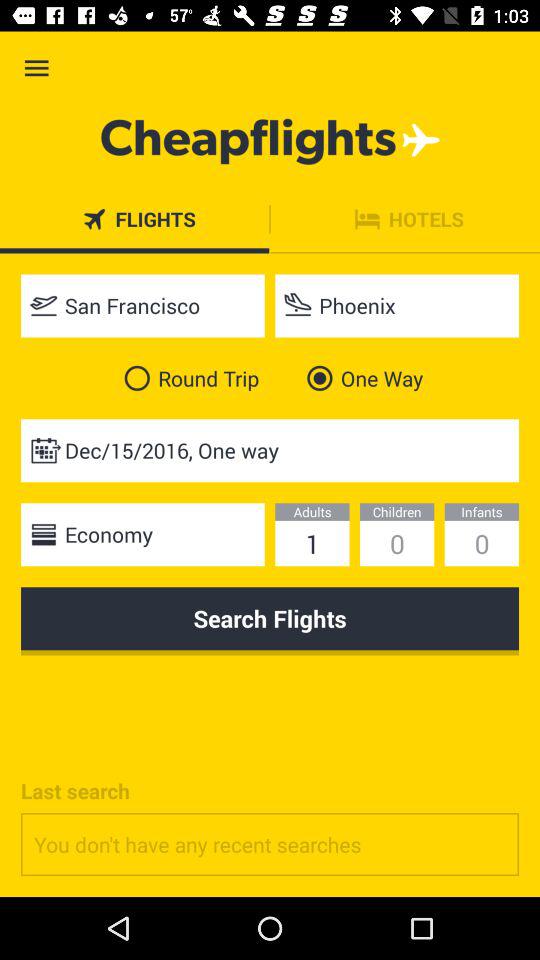 57° 1:03
Cheapflights
FLIGHTS HOTELS
San Francisco Phoenix
Round Trip One Way
Dec/15/2016, One way
Economy
Adults Children Infants
1 0 0
Search Flights
Last search
You don't have any recent searches